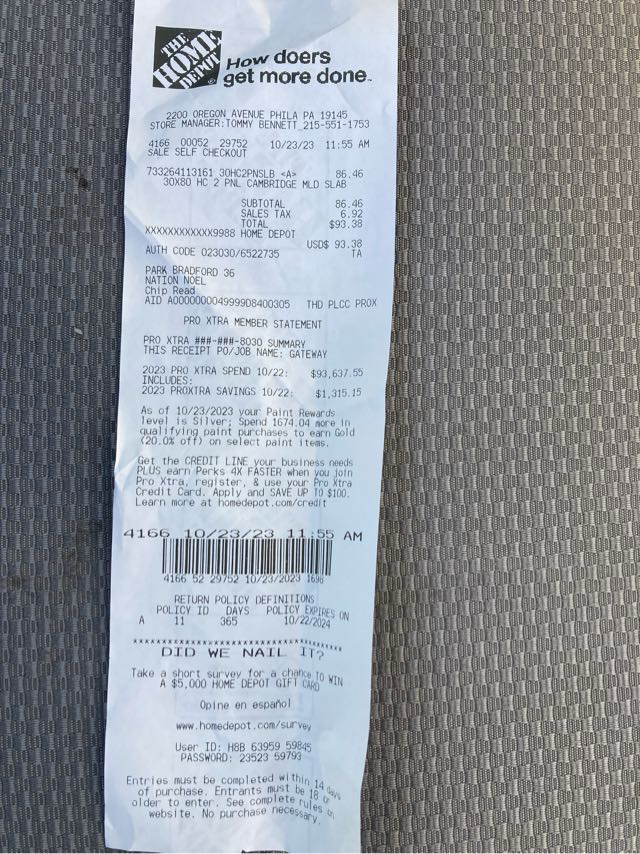 THE
HOME
DEPOT
How doers
get more done™
2200 OREGON AVENUE PHILA PA 19145
STORE MANAGER:TOMMY BENNETT 215-551-1753
4166 00052 29752 10/23/23 11:55 AM
SALE SELF CHECKOUT
733264113161 30HC2PNSLB <A> 86.46
30X80 HC 2 PNL CAMBRIDGE MLD SLAB
SUBTOTAL 86.46
SALES TAX 6.92
TOTAL $93.38
XXXXXXXXXXXX9988 HOME DEPOT
USD$ 93.38
AUTH CODE 023030/6522735 TA
PARK BRADFORD 36
NATION NOEL
Chip Read
AID A0000000049999D8400305 THD PLCC PROX
PRO XTRA MEMBER STATEMENT
PRO XTRA ###-###-8030 SUMMARY
THIS RECEIPT PO/JOB NAME: GATEWAY
2023 PRO XTRA SPEND 10/22: $93,637.55
INCLUDES:
2023 PROXTRA SAVINGS 10/22: $1,315.15
As of 10/23/2023 your Paint Rewards
level is Silver; Spend 1674.04 more in
qualifying paint purchases to earn Gold
(20.0% off) on select paint items.
Get the CREDIT LINE your business needs
PLUS earn Perks 4X FASTER when you join
Pro Xtra, register, & use your Pro Xtra
Credit Card. Apply and SAVE UP TO $100.
Learn more at homedepot.com/credit
4166 10/23/23 11:55 AM
4166 52 29752 10/23/2023 1696
RETURN POLICY DEFINITIONS
POLICY ID DAYS POLICY EXPIRES ON
A 11 365 10/22/2024
****************************************
DID WE NAIL IT?
Take a short survey for a chance TO WIN
A $5,000 HOME DEPOT GIFT CARD
Opine en español
www.homedepot.com/survey
User ID: H8B 63959 59845
PASSWORD: 23523 59793
Entries must be completed within 14 days
of purchase. Entrants must be 18 or
older to enter. See complete rules on
website. No purchase necessary.